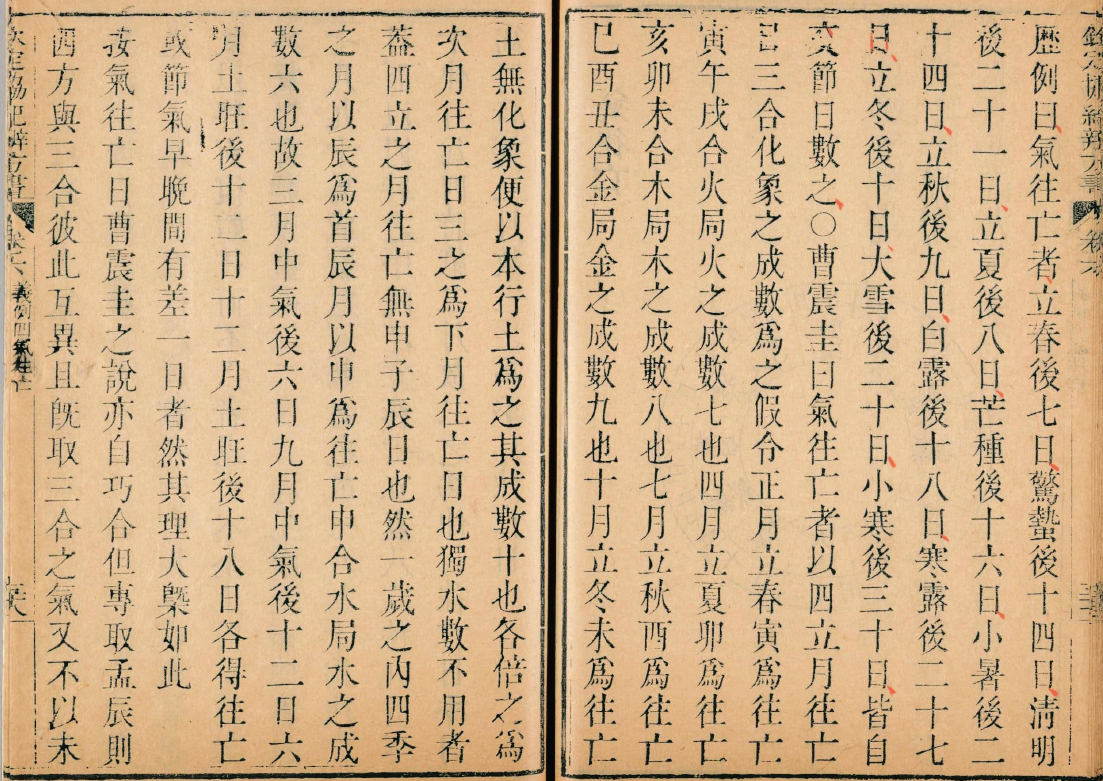 欽定協紀辨方書 卷六
歷例曰氣往亡者立春後七日驚蟄後十四日清明
後二十一日立夏後八日芒種後十六日小暑後二
十四日立秋後九日白露後十八日寒露後二十七
日立冬後十日大雪後二十日小寒後三十日皆自
交節日數之○曹震圭曰氣往亡者以四立月往亡
日三合化象之成數爲之假令正月立春寅爲往亡
寅午戌合火局火之成數七也四月立夏卯爲往亡
亥卯未合木局木之成數八也七月立秋酉爲往亡
巳酉丑合金局金之成數九也十月立冬未爲往亡
土無化象便以本行土爲之其成數十也各倍之爲
次月往亡日三之爲下月往亡日也獨水數不用者
葢四立之月往亡無申子辰日也然一歲之內四季
之月以辰爲首辰月以申爲往亡申合水局水之成
數六也故三月中氣後六日九月中氣後十二日六
月土旺後十二日十二月土旺後十八日各得往亡
或節氣早晚間有差一日者然其理大槩如此
按氣往亡日曹震圭之說亦自巧合但專取孟辰則
四方與三合彼此互異且旣取三合之氣又不以未
欽定協紀辨方書 卷六 義例四氣往亡